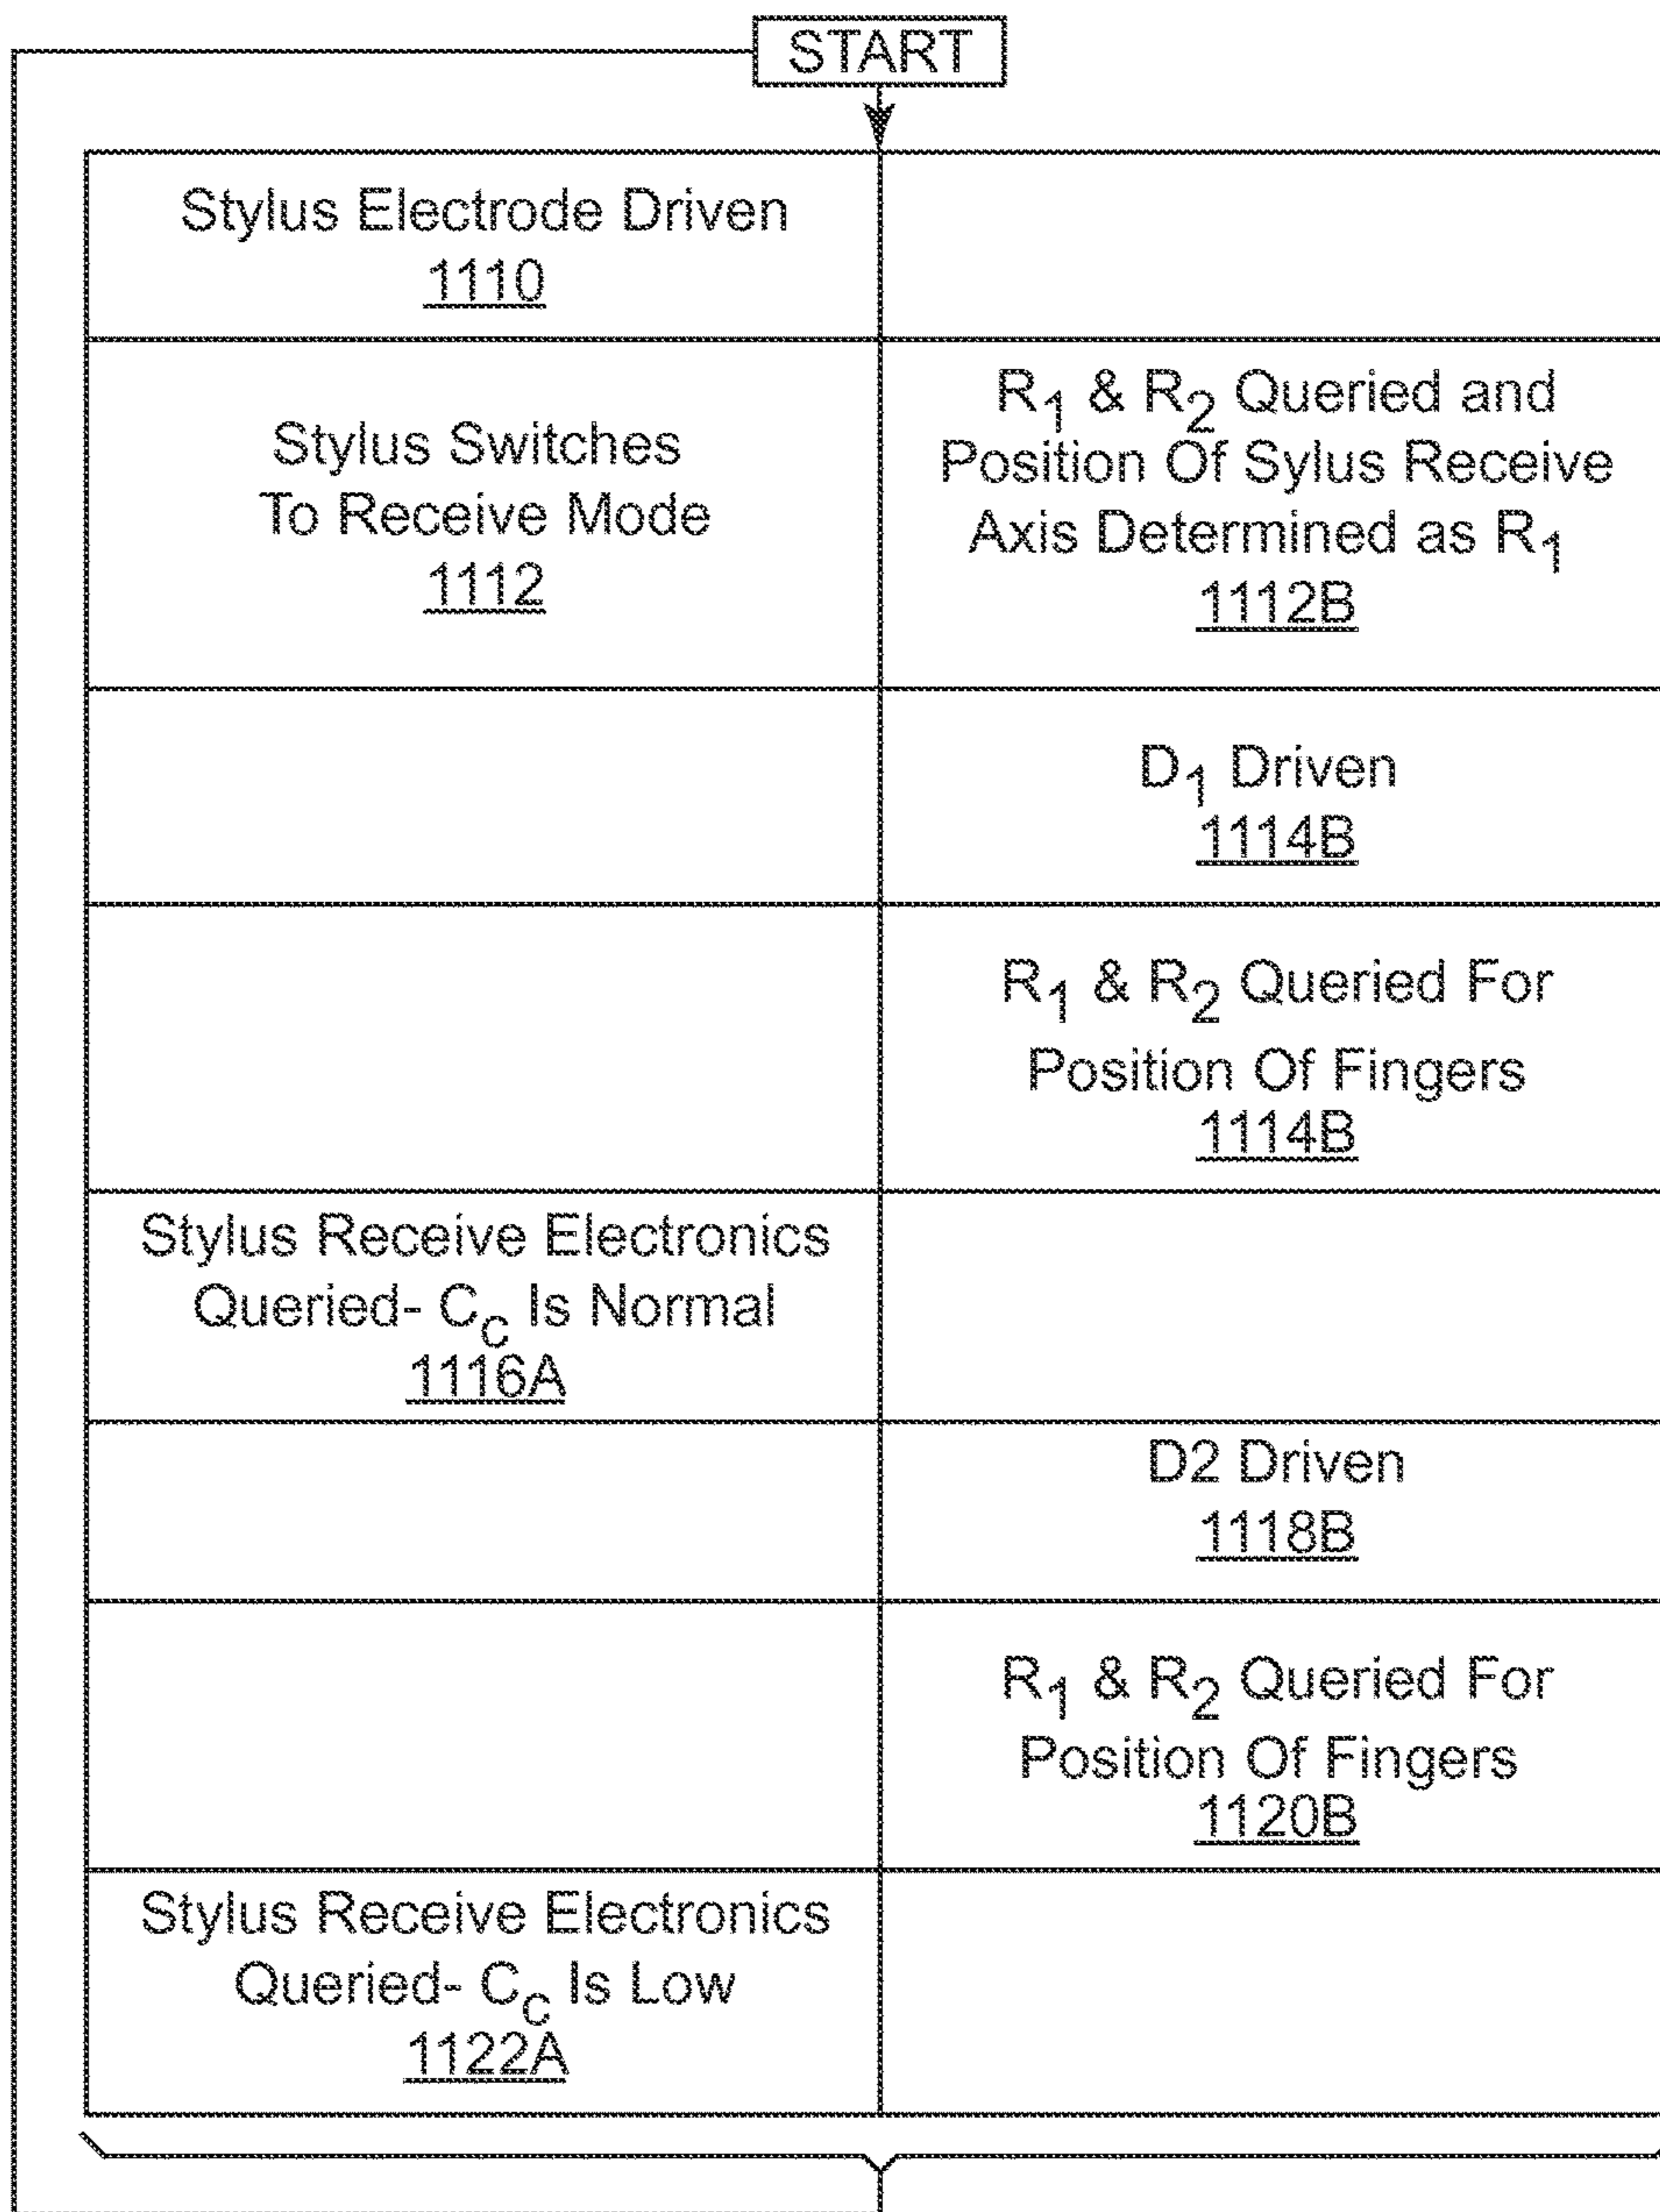 START
Stylus Electrode Driven
1110
Stylus Switches
To Receive Mode
1112
R1 & R2 Queried and
Position Of Sylus Receive
Axis Determined as R1
1112B
D1 Driven
1114B
R1 & R2 Queried For
Position Of Fingers
1114B
Stylus Receive Electronics
Queried- CC Is Normal
1116A
D2 Driven
1118B
R1 & R2 Queried For
Position Of Fingers
1120B
Stylus Receive Electronics
Queried- CC Is Low
1122A